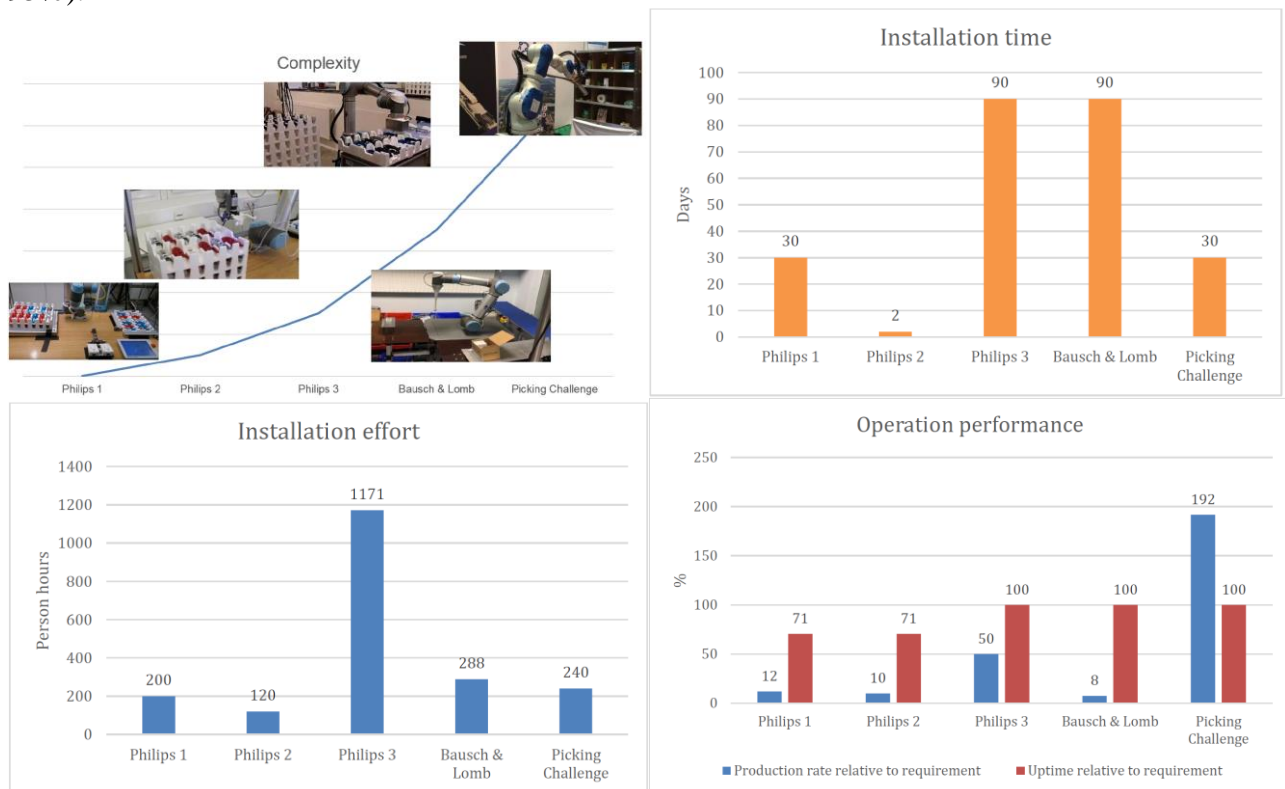 Complexity
Philips 1
Philips 2
Philips 3
Bausch & Lomb
Picking Challenge
Installation time
Days
100
90
80
70
60
50
40
30
20
10
0
30
2
90
90
30
Philips 1
Philips 2
Philips 3
Bausch & Lomb
Picking
Challenge
Installation effort
Person hours
1400
1200
1000
800
600
400
200
0
200
120
1171
288
240
Philips 1
Philips 2
Philips 3
Bausch &
Lomb
Picking
Challenge
Operation performance
%
250
200
150
100
50
0
12
71
10
71
50
100
8
100
192
100
Philips 1
Philips 2
Philips 3
Bausch & Lomb
Picking
Challenge
Production rate relative to requirement
Uptime relative to requirement